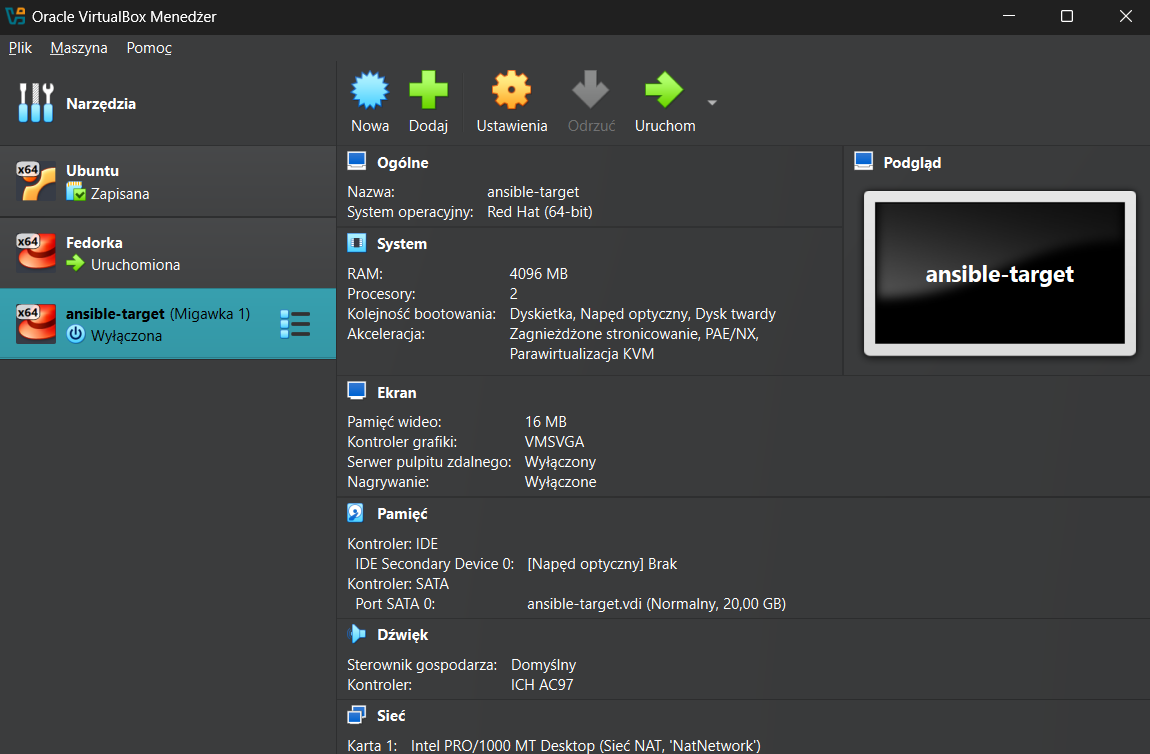 Oracle VirtualBox Menedżer
Plik Maszyna Pomoc
Narzędzia
Nowa Dodaj Ustawienia Odrzuć Uruchom
x64 Ubuntu
Zapisana
x64 Fedorka
Uruchomiona
x64 ansible-target (Migawka 1)
Wyłączona
Ogólne
Nazwa: ansible-target
System operacyjny: Red Hat (64-bit)
System
RAM: 4096 MB
Procesory: 2
Kolejność bootowania: Dyskietka, Napęd optyczny, Dysk twardy
Akceleracja: Zagnieżdżone stronicowanie, PAE/NX,
Parawirtualizacja KVM
Podgląd
ansible-target
Ekran
Pamięć wideo: 16 MB
Kontroler grafiki: VMSVGA
Serwer pulpitu zdalnego: Wyłączony
Nagrywanie: Wyłączone
Pamięć
Kontroler: IDE
IDE Secondary Device 0: [Napęd optyczny] Brak
Kontroler: SATA
Port SATA 0: ansible-target.vdi (Normalny, 20,00 GB)
Dźwięk
Sterownik gospodarza: Domyślny
Kontroler: ICH AC97
Sieć
Karta 1: Intel PRO/1000 MT Desktop (Sieć NAT, 'NatNetwork')